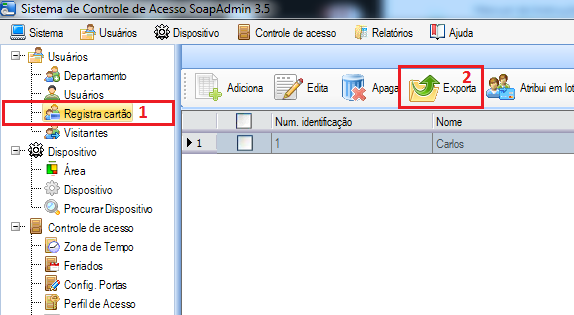 Sistema de Controle de Acesso SoapAdmin 3.5
Sistema Usuários Dispositivo Controle de acesso Relatórios Ajuda
Usuários
Departamento
Usuários
Registra cartão 1
Visitantes
Dispositivo
Área
Dispositivo
Procurar Dispositivo
Controle de acesso
Zona de Tempo
Feriados
Config. Portas
Perfil de Acesso
Adiciona Edita Apaga Exporta 2 Atribui em lot
Num. identificação Nome
1 1 Carlos